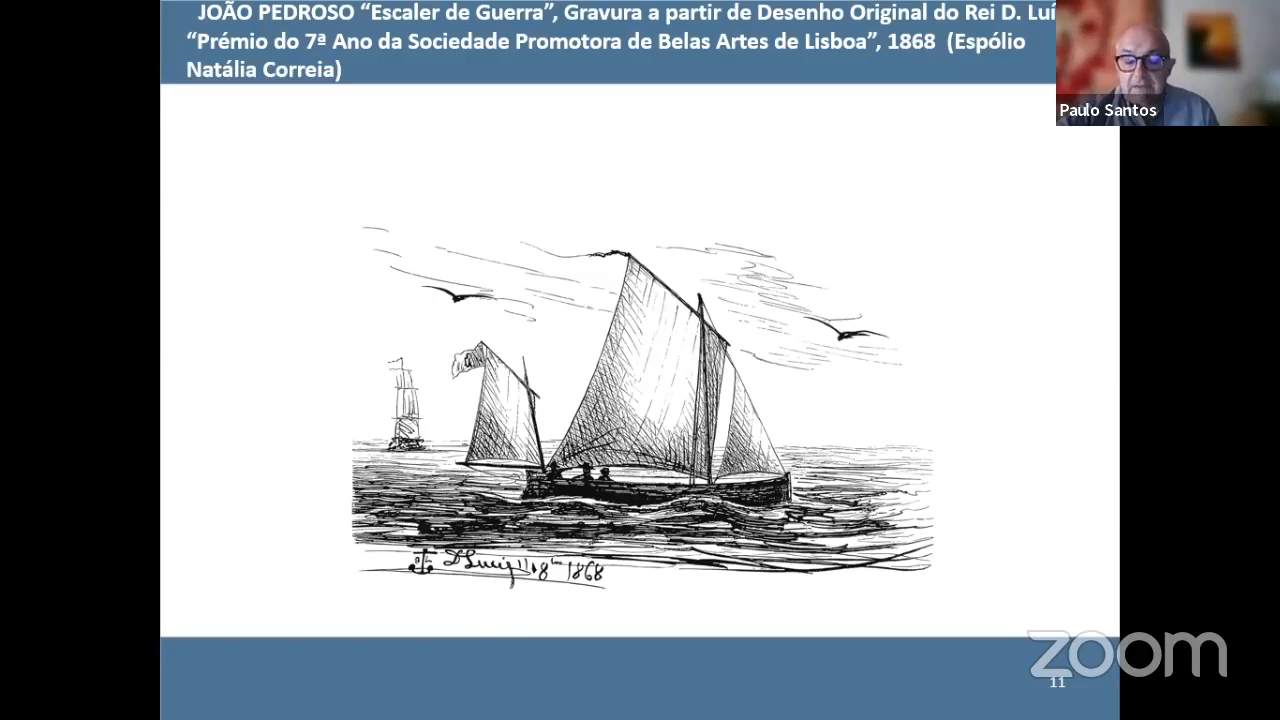 JOÃO PEDROSO “Escaler de Guerra”, Gravura a partir de Desenho Original do Rei D. Luí
“Prémio do 7ª Ano da Sociedade Promotora de Belas Artes de Lisboa”, 1868 (Espólio
Natália Correia)
Paulo Santos
1868
zoom
11